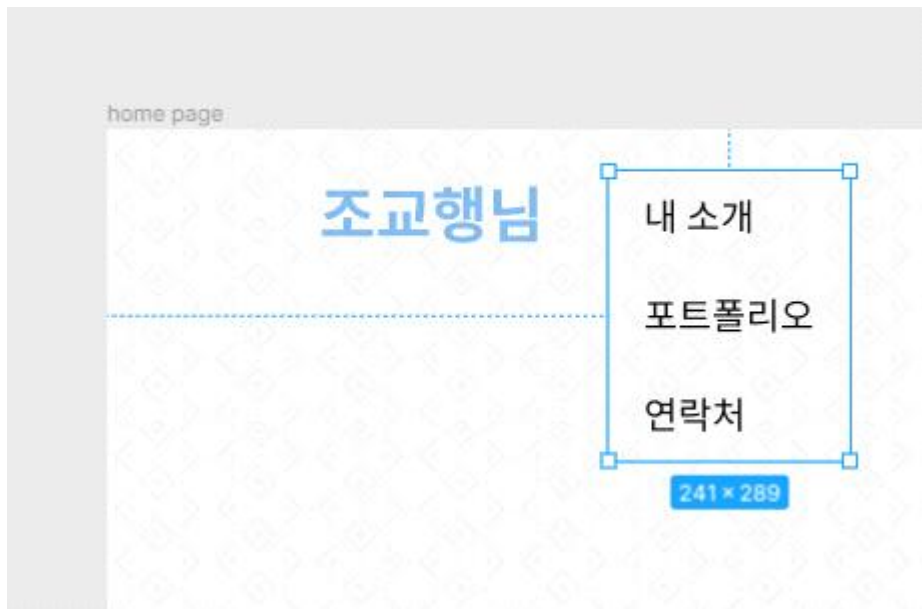 home page
조교행님
내 소개
포트폴리오
연락처
241 × 289